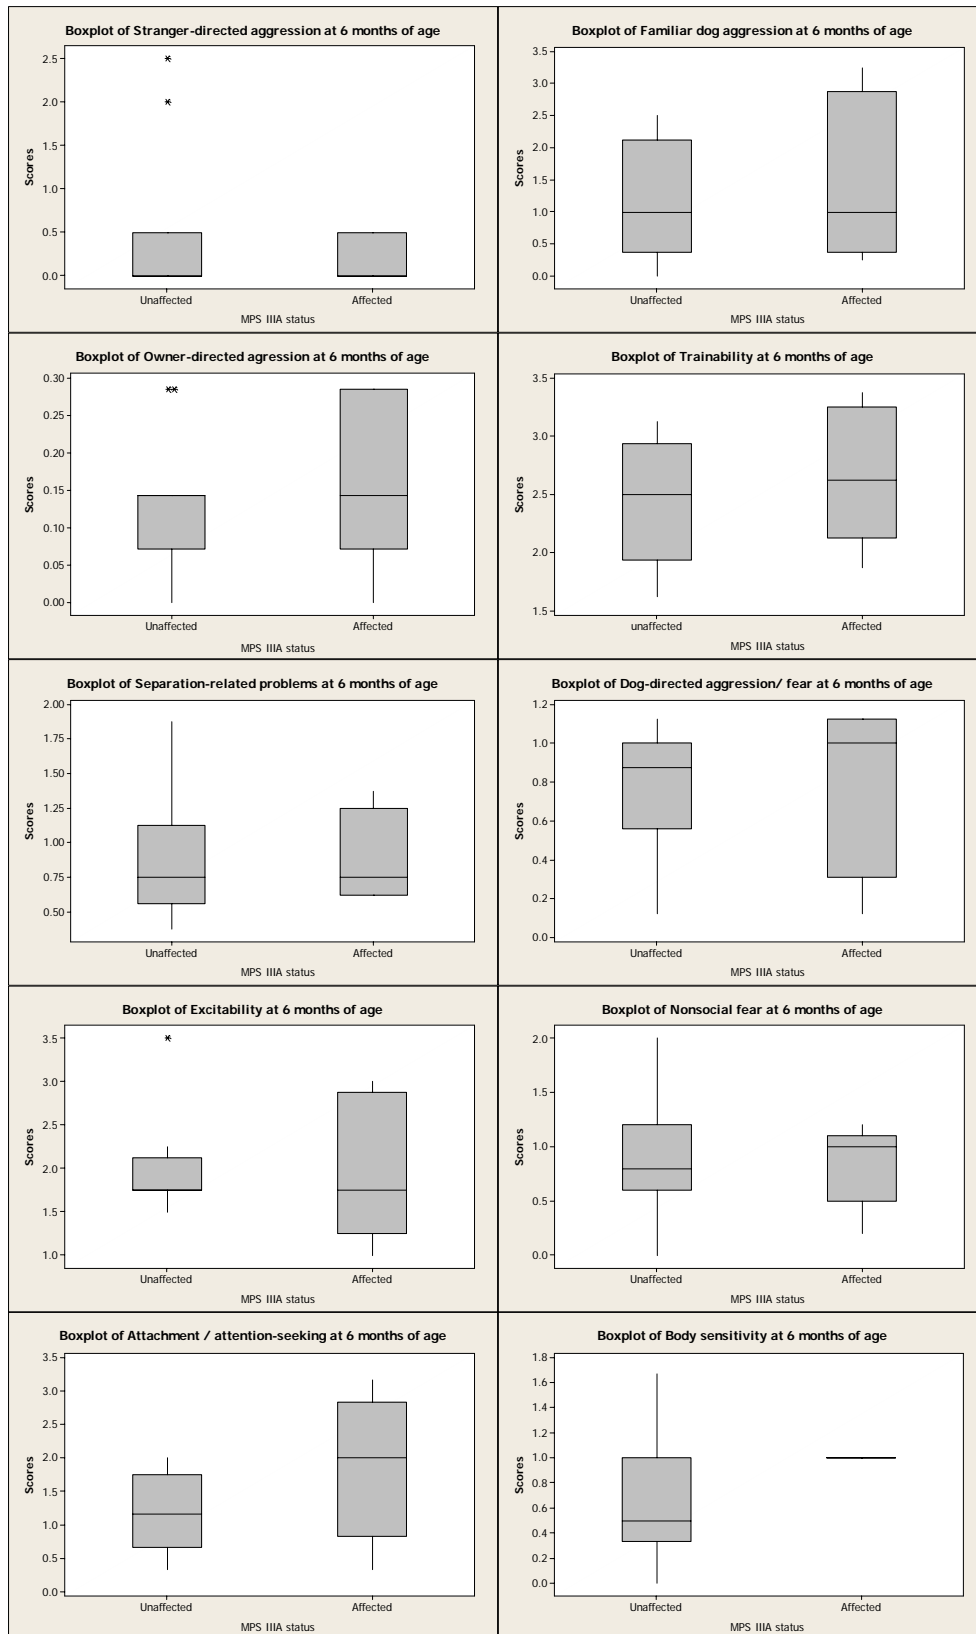 Boxplot of Stranger-directed aggression at 6 months of age
2.5
2.0
1.5
1.0
0.5
0.0
Scores
Unaffected Affected
MPS IIIA status
Boxplot of Familiar dog aggression at 6 months of age
3.5
3.0
2.5
2.0
1.5
1.0
0.5
0.0
Scores
Unaffected Affected
MPS IIIA status
Boxplot of Owner-directed agression at 6 months of age
0.30
0.25
0.20
0.15
0.10
0.05
0.00
Scores
Unaffected Affected
MPS IIIA status
Boxplot of Trainability at 6 months of age
3.5
3.0
2.5
2.0
1.5
Scores
unaffected Affected
MPS IIIA status
Boxplot of Separation-related problems at 6 months of age
2.00
1.75
1.50
1.25
1.00
0.75
0.50
Scores
Unaffected Affected
MPS IIIA status
Boxplot of Dog-directed aggression/ fear at 6 months of age
1.2
1.0
0.8
0.6
0.4
0.2
0.0
Scores
Unaffected Affected
MPS IIIA status
Boxplot of Excitability at 6 months of age
3.5
3.0
2.5
2.0
1.5
1.0
Scores
Unaffected Affected
MPS IIIA status
Boxplot of Nonsocial fear at 6 months of age
2.0
1.5
1.0
0.5
0.0
Scores
Unaffected Affected
MPS IIIA status
Boxplot of Attachment / attention-seeking at 6 months of age
3.5
3.0
2.5
2.0
1.5
1.0
0.5
0.0
Scores
Unaffected Affected
MPS IIIA status
Boxplot of Body sensitivity at 6 months of age
1.8
1.6
1.4
1.2
1.0
0.8
0.6
0.4
0.2
0.0
Scores
Unaffected Affected
MPS IIIA status